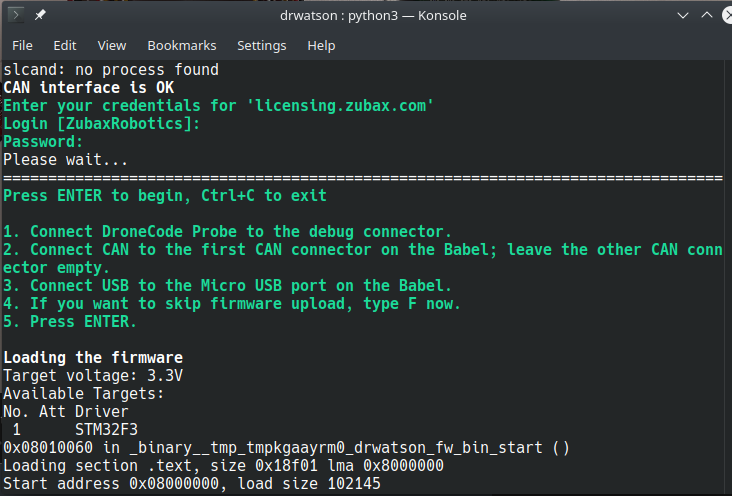 drwatson : python3 — Konsole
File Edit View Bookmarks Settings Help
slcand: no process found
CAN interface is OK
Enter your credentials for 'licensing.zubax.com'
Login [ZubaxRobotics]:
Password:
Please wait...
================================================================================
Press ENTER to begin, Ctrl+C to exit
1. Connect DroneCode Probe to the debug connector.
2. Connect CAN to the first CAN connector on the Babel; leave the other CAN conn
ector empty.
3. Connect USB to the Micro USB port on the Babel.
4. If you want to skip firmware upload, type F now.
5. Press ENTER.
Loading the firmware
Target voltage: 3.3V
Available Targets:
No. Att Driver
1 STM32F3
0x08010060 in _binary__tmp_tmpkgaayrm0_drwatson_fw_bin_start ()
Loading section .text, size 0x18f01 lma 0x8000000
Start address 0x08000000, load size 102145